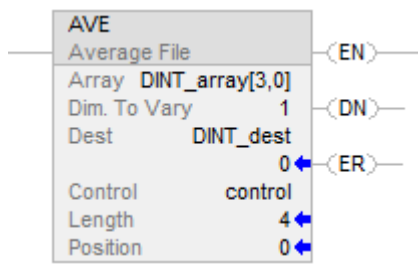 AVE
Average File
EN
Array DINT_array[3,0]
Dim. To Vary 1
DN
Dest DINT_dest
0
ER
Control control
Length 4
Position 0